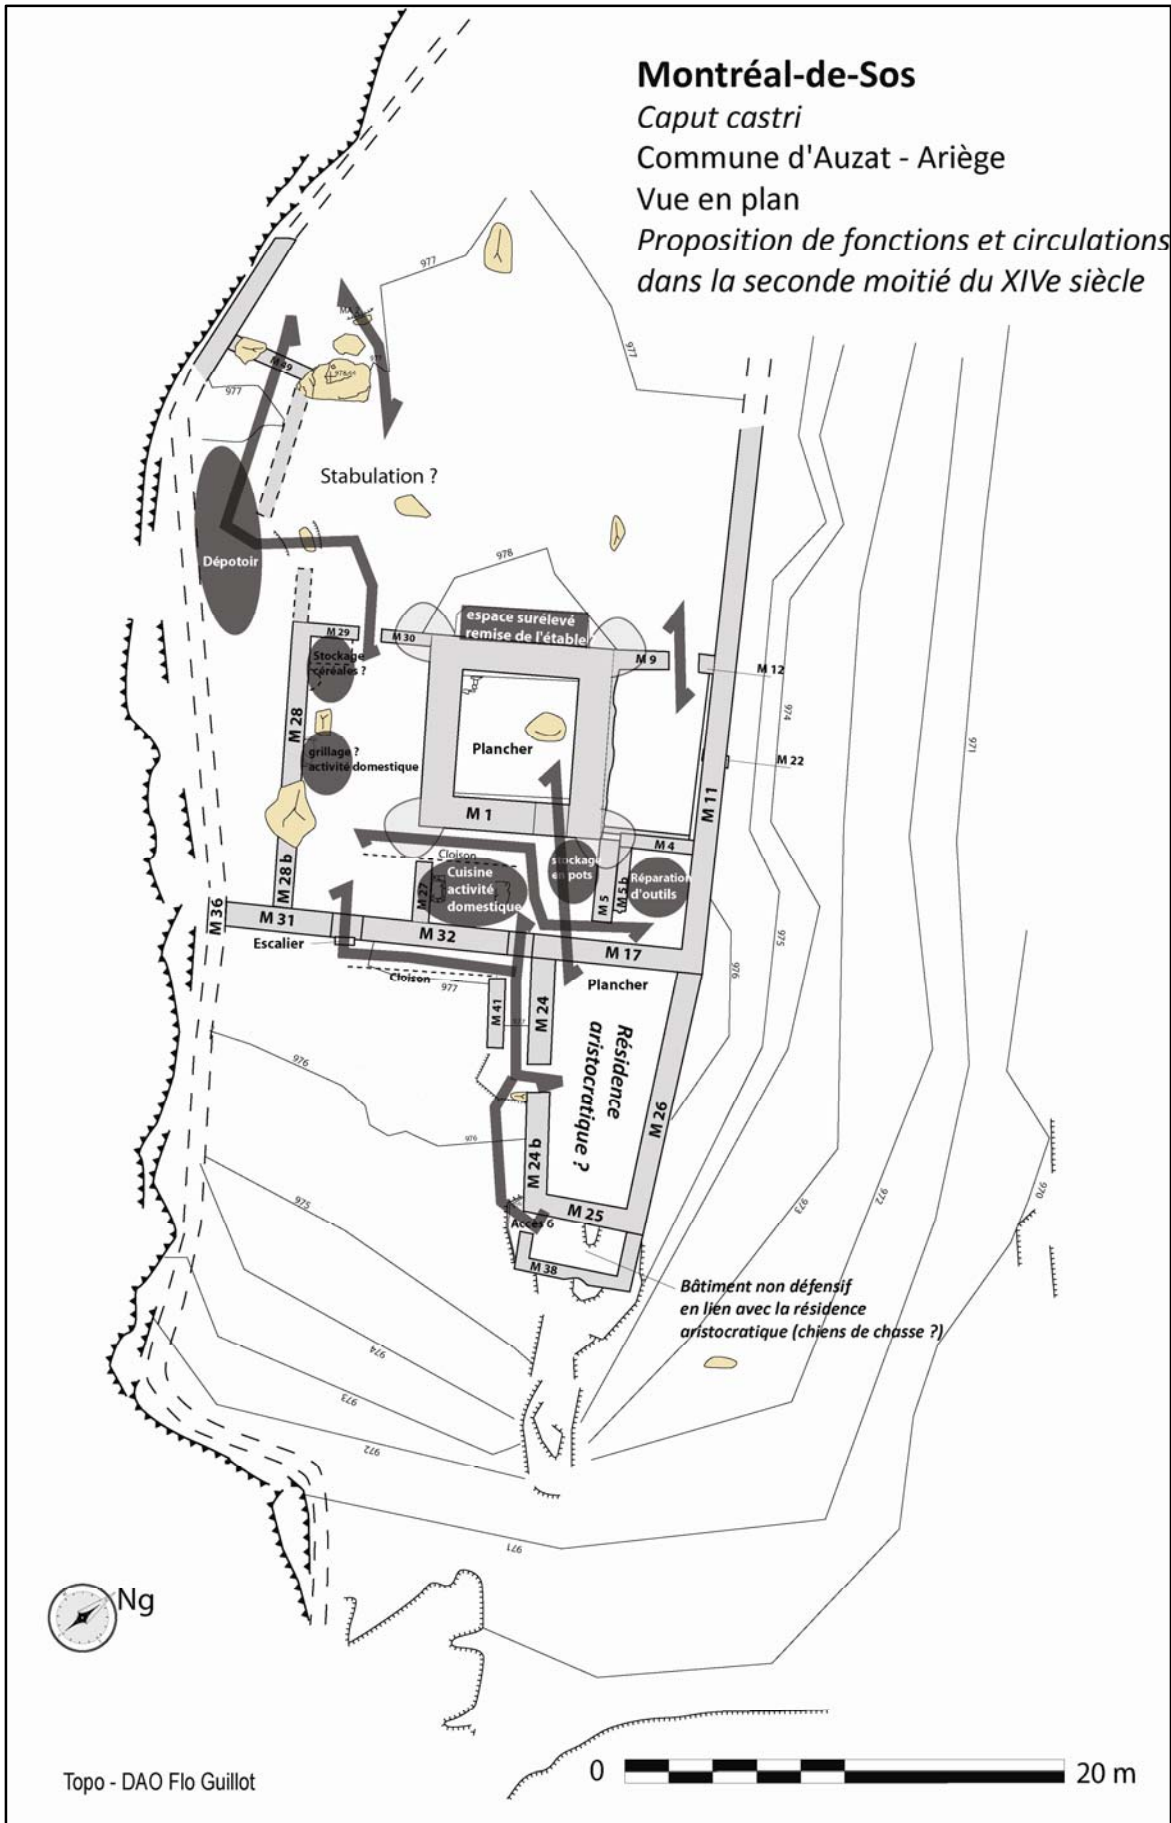 Montréal-de-Sos
Caput castri
Commune d'Auzat - Ariège
Vue en plan
Proposition de fonctions et circulations
dans la seconde moitié du XIVe siècle
977
977
977
M 49
977
Stabulation ?
Dépotoir
978
espace surélevé
remise de l'étable
M 29
M 30
M 9
M 12
Stockage
céréales ?
M 28
974
971
Plancher
grillage ?
activité domestique
M 22
M 11
M 1
M 4
Cloison
stockage
en pots
Cuisine
activité
domestique
Réparation
d'outils
M 28 b
M 27
M 5
M 5 b
M 36
M 31
M 32
M 17
Escalier
975
976
Cloison
977
Plancher
M 41
M 24
Résidence
aristocratique ?
976
976
M 26
M 24 b
975
973
972
970
M 25
Accès 6
M 38
Bâtiment non défensif
en lien avec la résidence
aristocratique (chiens de chasse ?)
974
973
972
971
Ng
Topo - DAO Flo Guillot
0
20 m